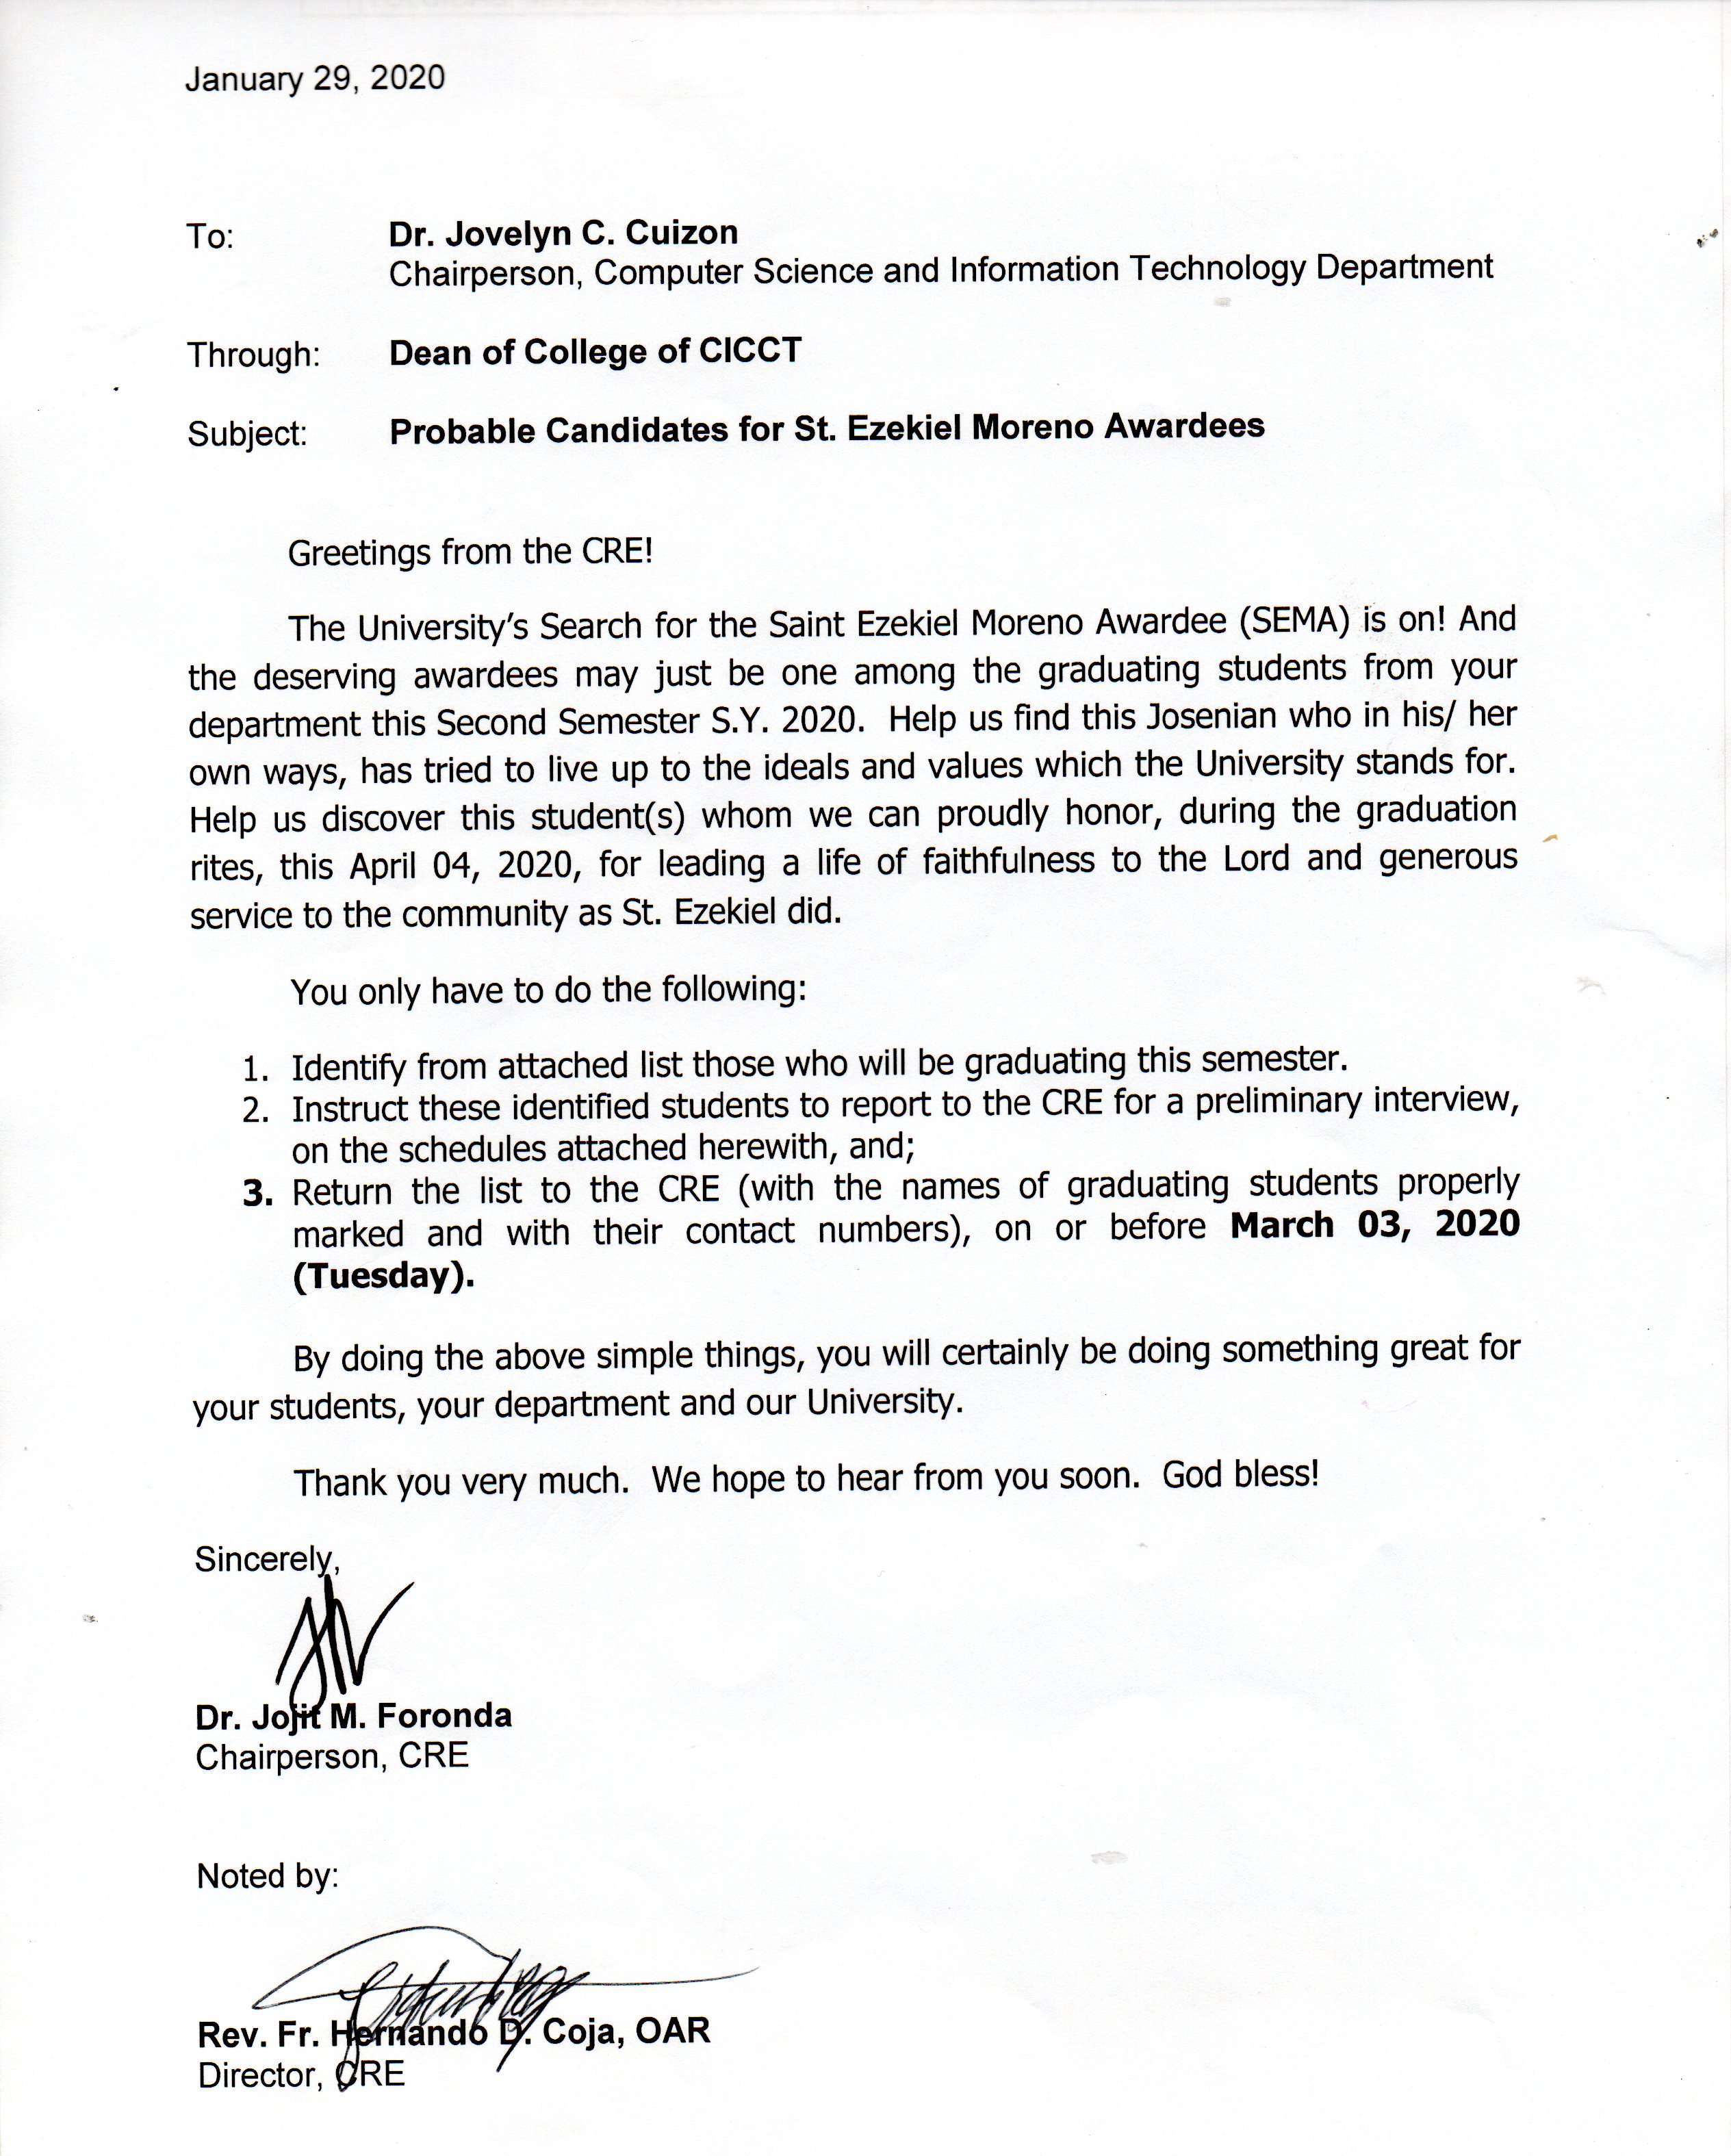 January 29, 2020
To: Dr. Jovelyn C. Cuizon
Chairperson, Computer Science and Information Technology Department
Through: Dean of College of CICCT
Subject: Probable Candidates for St. Ezekiel Moreno Awardees
Greetings from the CRE!
The University's Search for the Saint Ezekiel Moreno Awardee (SEMA) is on! And
the deserving awardees may just be one among the graduating students from your
department this Second Semester S.Y. 2020. Help us find this Josenian who in his/ her
own ways, has tried to live up to the ideals and values which the University stands for.
Help us discover this student(s) whom we can proudly honor, during the graduation
rites, this April 04, 2020, for leading a life of faithfulness to the Lord and generous
service to the community as St. Ezekiel did.
You only have to do the following:
1. Identify from attached list those who will be graduating this semester.
2. Instruct these identified students to report to the CRE for a preliminary interview,
on the schedules attached herewith, and;
3. Return the list to the CRE (with the names of graduating students properly
marked and with their contact numbers), on or before March 03, 2020
(Tuesday).
By doing the above simple things, you will certainly be doing something great for
your students, your department and our University.
Thank you very much. We hope to hear from you soon. God bless!
Sincerely,
Dr. Jojit M. Foronda
Chairperson, CRE
Noted by:
Rev. Fr. Hernando D. Coja, OAR
Director, CRE